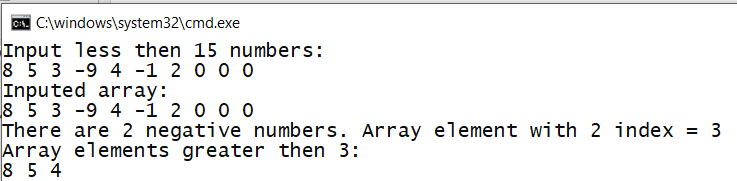 C:\windows\system32\cmd.exe
Input less then 15 numbers:
8 5 3 -9 4 -1 2 0 0 0
Inputed array:
8 5 3 -9 4 -1 2 0 0 0
There are 2 negative numbers. Array element with 2 index = 3
Array elements greater then 3:
8 5 4